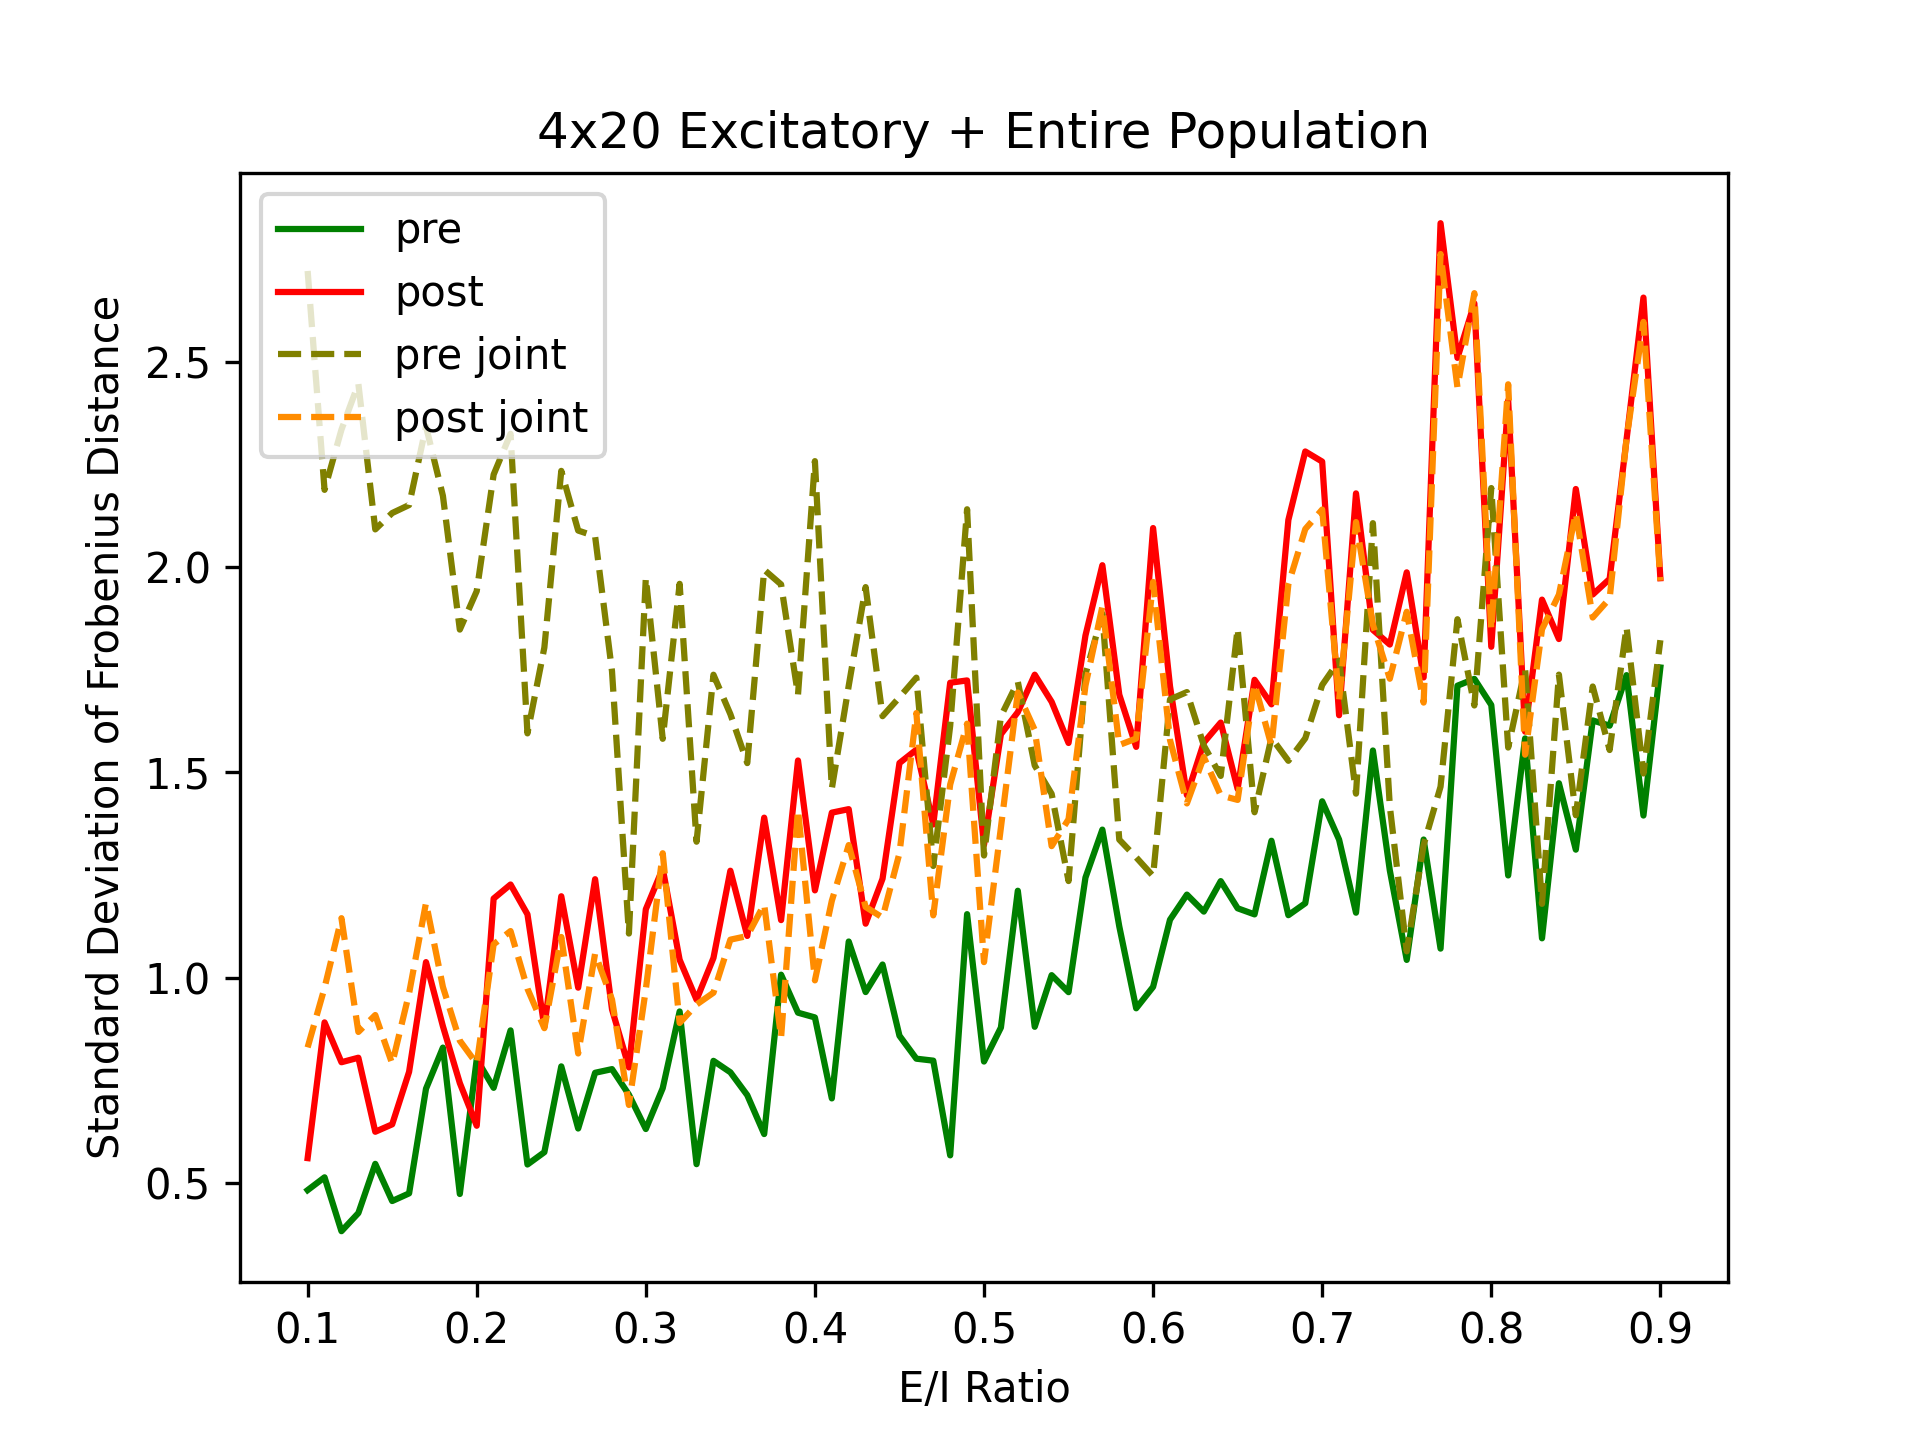 4x20 Excitatory + Entire Population
pre
post
pre joint
post joint
Standard Deviation of Frobenius Distance
2.5
2.0
1.5
1.0
0.5
0.1 0.2 0.3 0.4 0.5 0.6 0.7 0.8 0.9
E/I Ratio